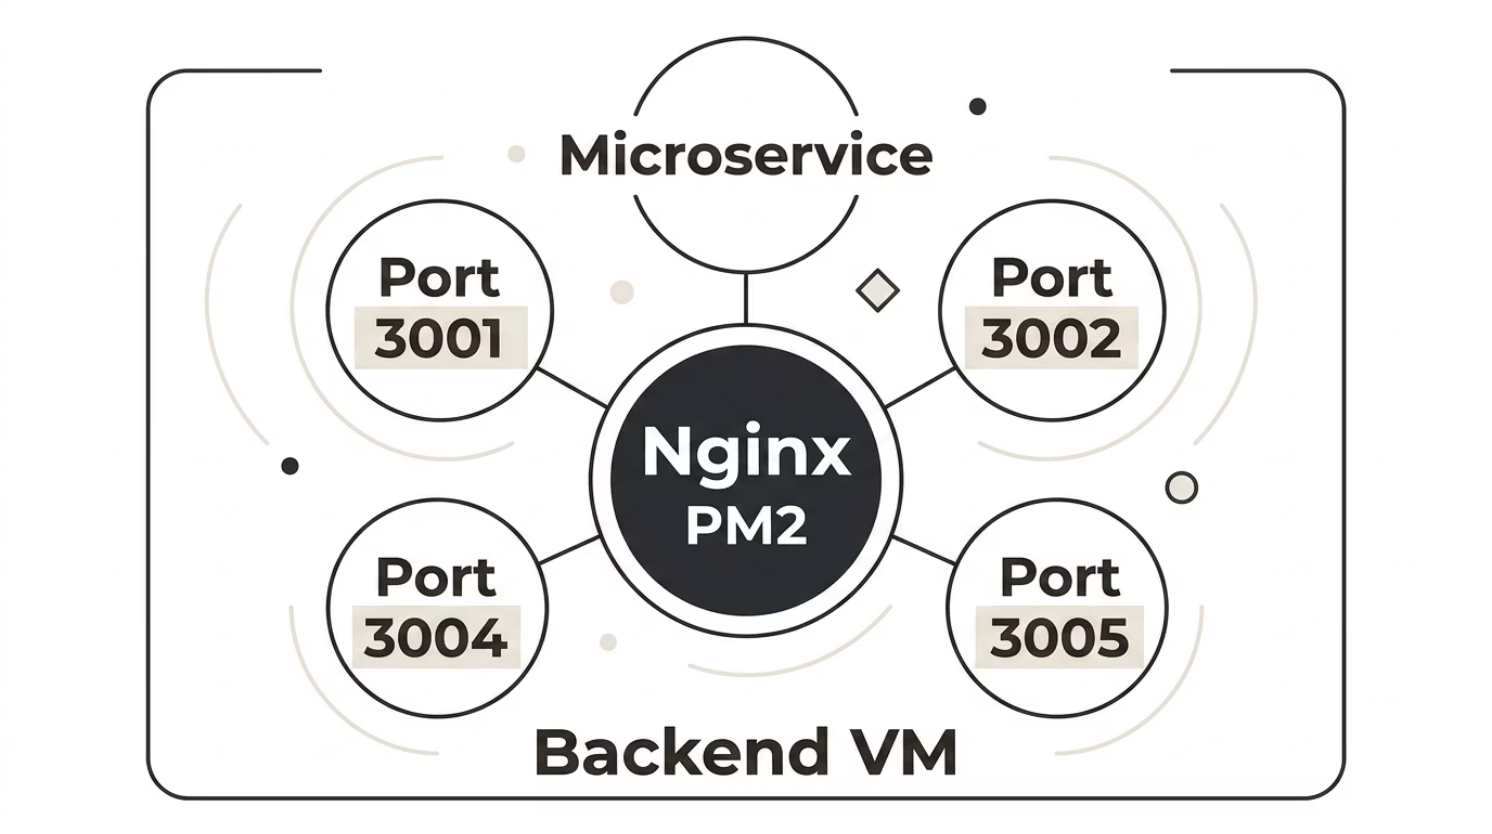 Microservice
Port
3001
Port
3002
Nginx
PM2
Port
3004
Port
3005
Backend VM